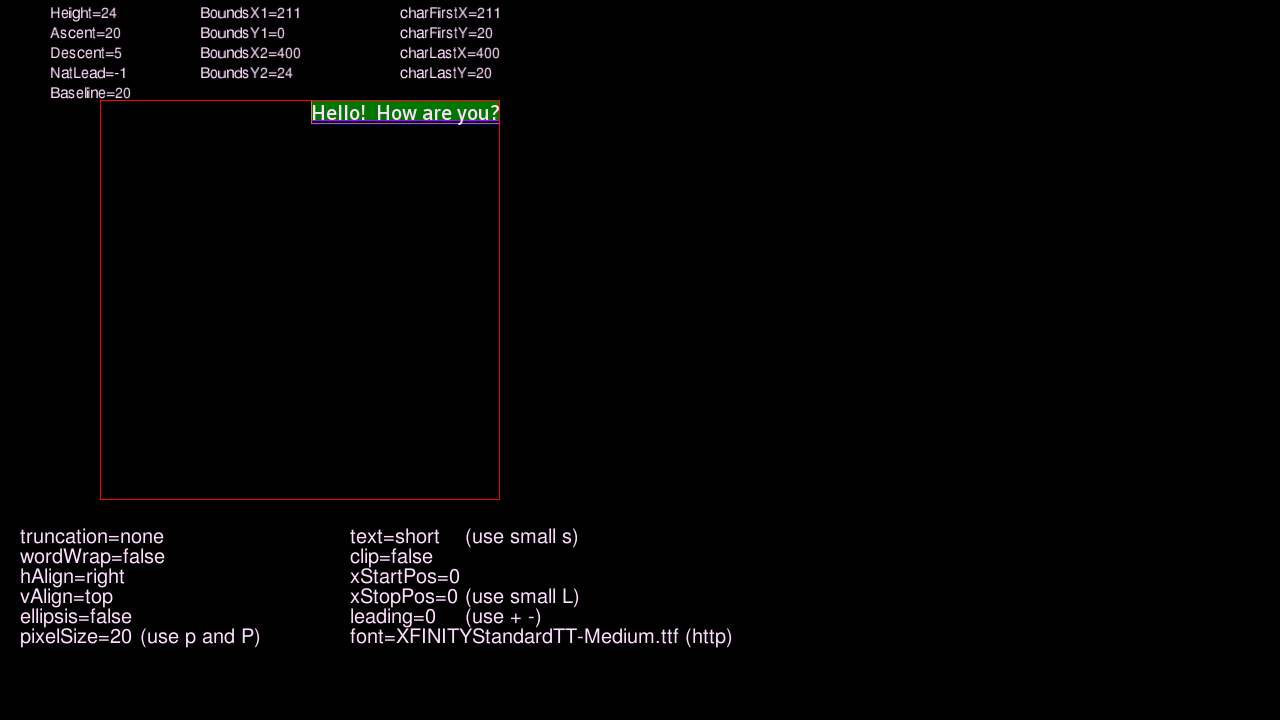 Height=24 BoundsX1=211 charFirstX=211
Ascent=20 BoundsY1=0 charFirstY=20
Descent=5 BoundsX2=400 charLastX=400
NatLead=-1 BoundsY2=24 charLastY=20
Baseline=20
Hello!  How are you?
truncation=none text=short (use small s)
wordWrap=false clip=false
hAlign=right xStartPos=0
vAlign=top xStopPos=0 (use small L)
ellipsis=false leading=0 (use + -)
pixelSize=20 (use p and P) font=XFINITYStandardTT-Medium.ttf (http)